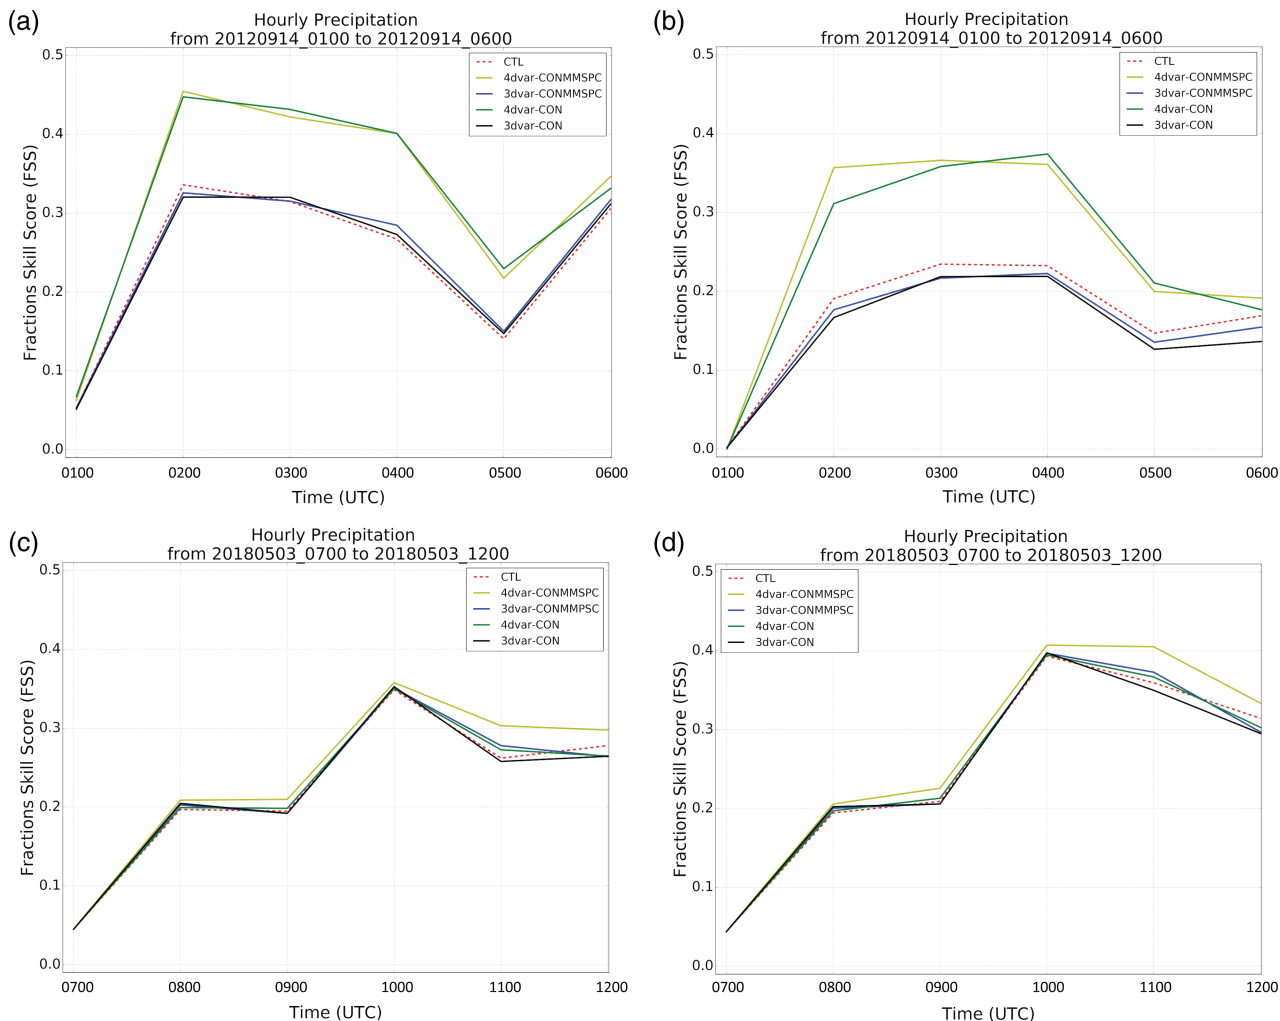 (a)
Hourly Precipitation
from 20120914_0100 to 20120914_0600
CTL
4dvar-CONMMSPC
3dvar-CONMMSPC
4dvar-CON
3dvar-CON
Fractions Skill Score (FSS)
0.5
0.4
0.3
0.2
0.1
0.0
0100 0200 0300 0400 0500 0600
Time (UTC)
(b)
Hourly Precipitation
from 20120914_0100 to 20120914_0600
CTL
4dvar-CONMMSPC
3dvar-CONMMSPC
4dvar-CON
3dvar-CON
Fractions Skill Score (FSS)
0.5
0.4
0.3
0.2
0.1
0.0
0100 0200 0300 0400 0500 0600
Time (UTC)
(c)
Hourly Precipitation
from 20180503_0700 to 20180503_1200
CTL
4dvar-CONMMSPC
3dvar-CONMMPSC
4dvar-CON
3dvar-CON
Fractions Skill Score (FSS)
0.5
0.4
0.3
0.2
0.1
0.0
0700 0800 0900 1000 1100 1200
Time (UTC)
(d)
Hourly Precipitation
from 20180503_0700 to 20180503_1200
CTL
4dvar-CONMMSPC
3dvar-CONMMPSC
4dvar-CON
3dvar-CON
Fractions Skill Score (FSS)
0.5
0.4
0.3
0.2
0.1
0.0
0700 0800 0900 1000 1100 1200
Time (UTC)